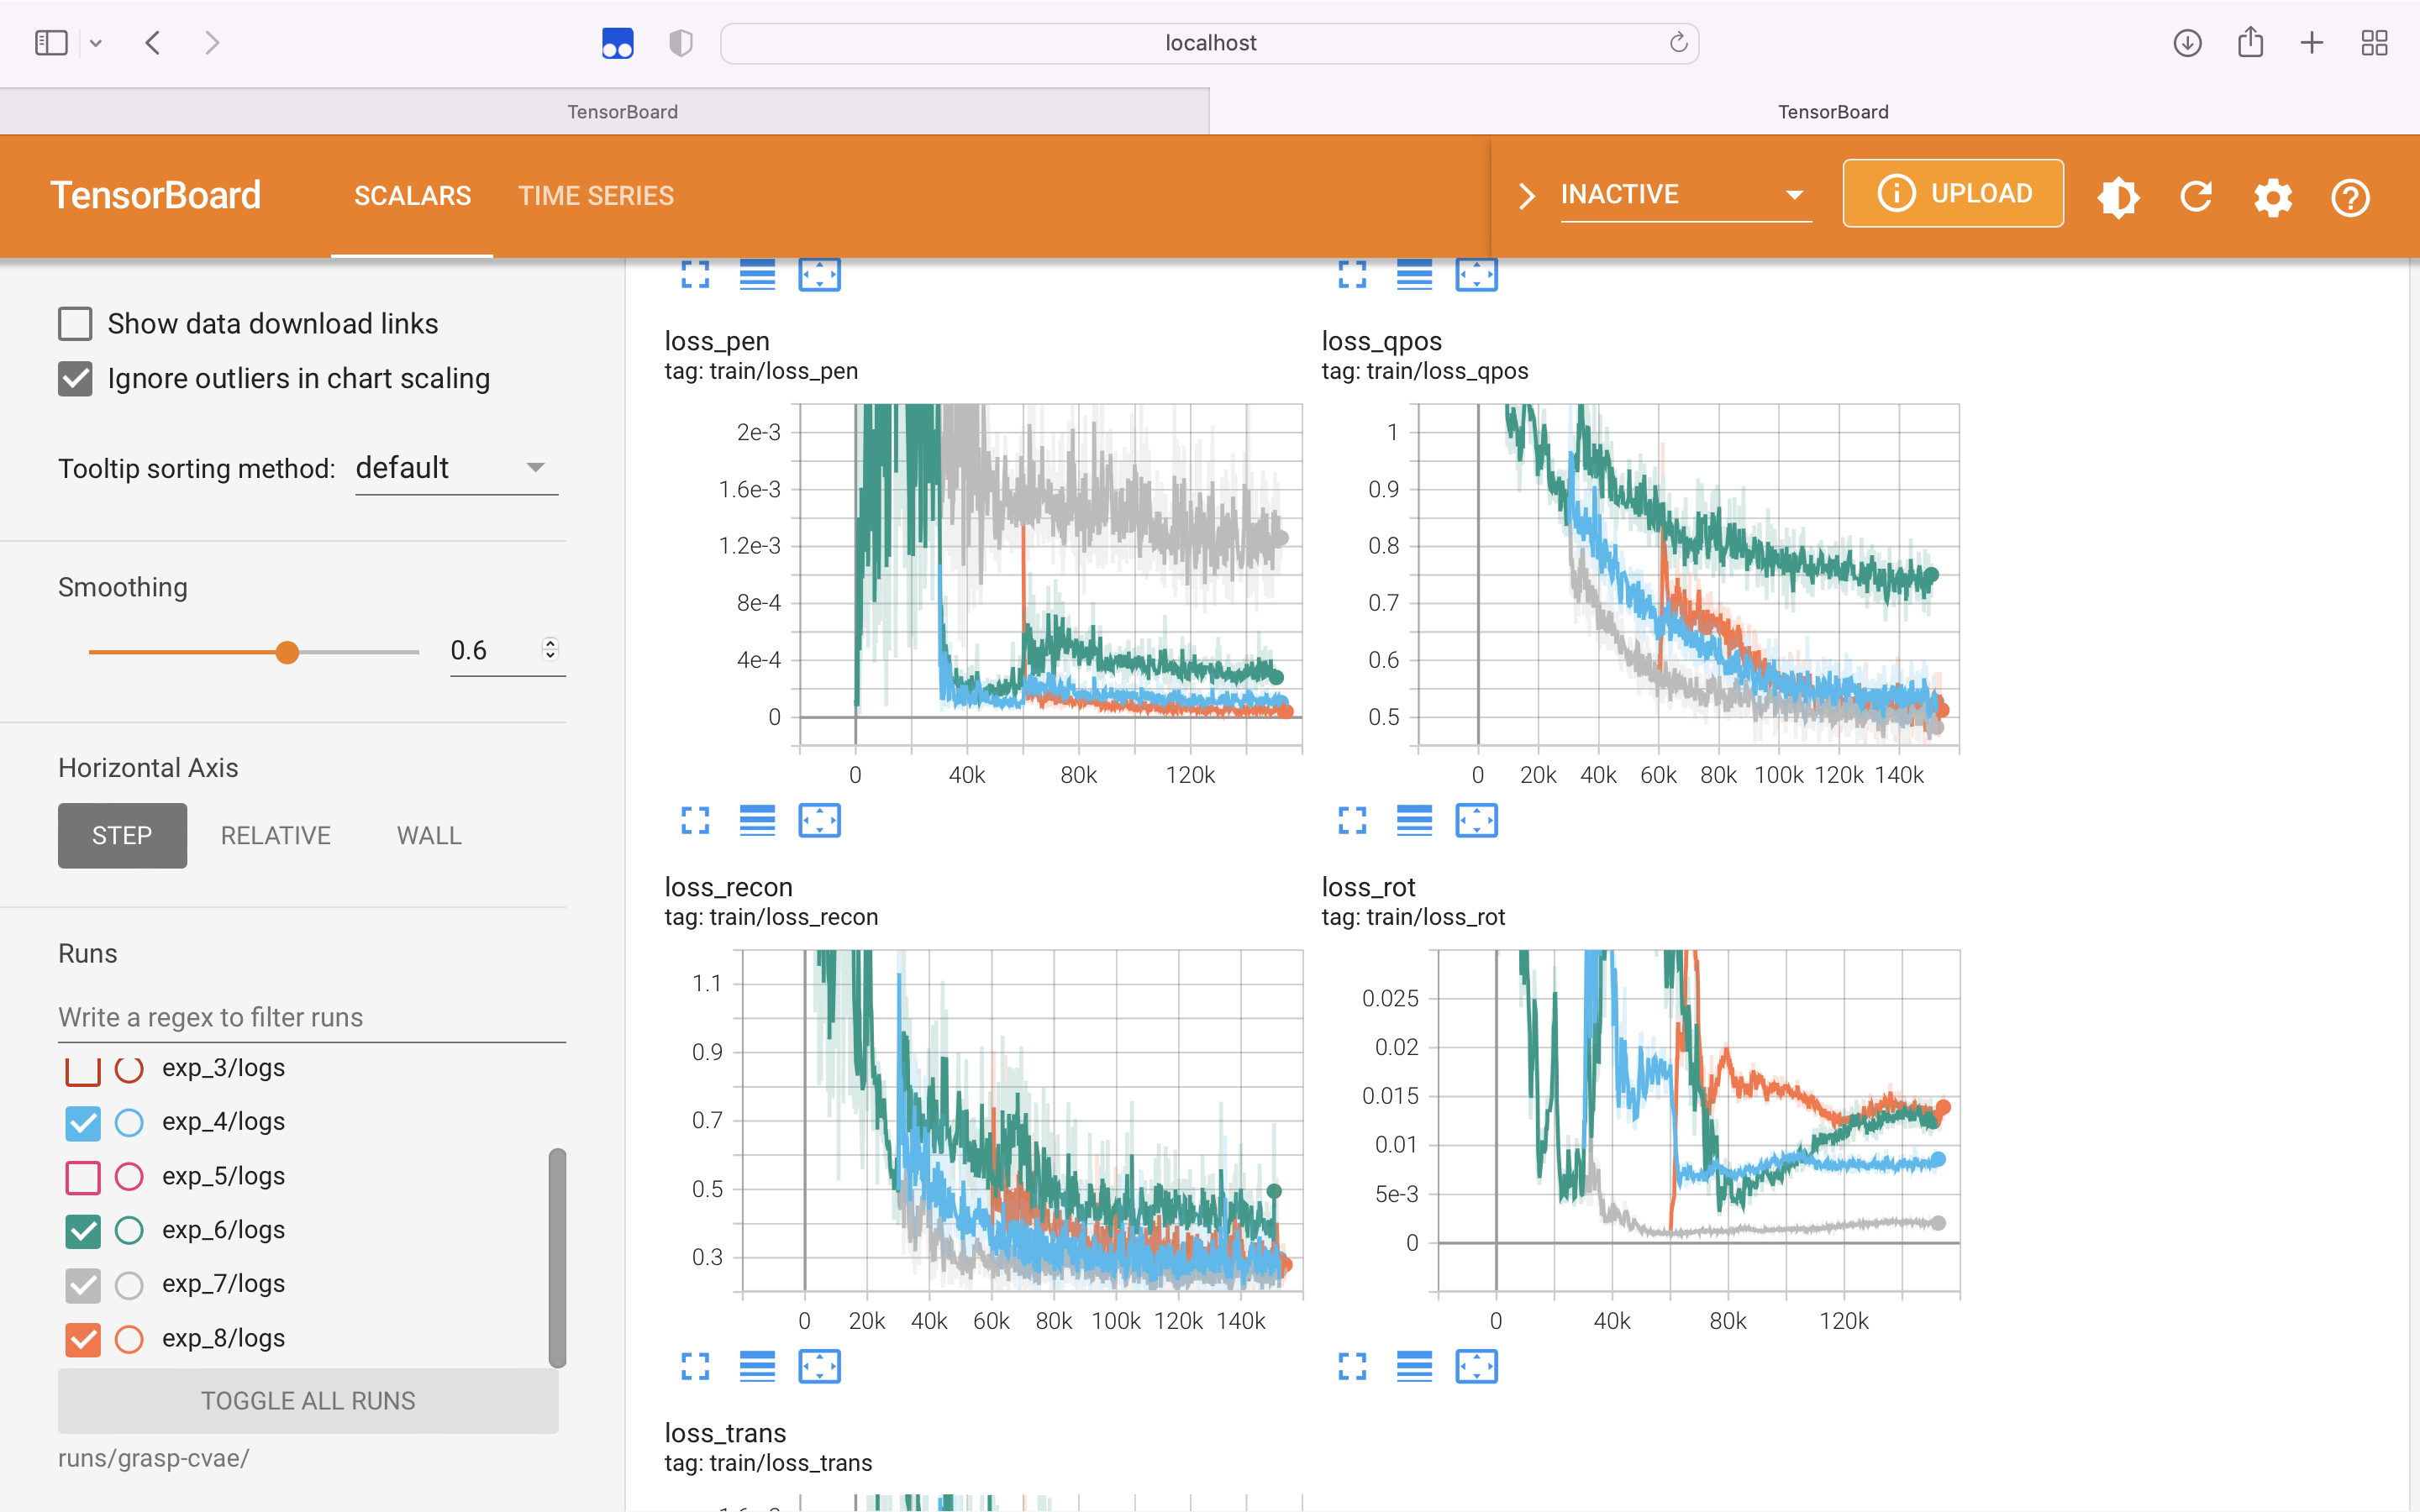 localhost
TensorBoard
TensorBoard
TensorBoard
SCALARS
TIME SERIES
INACTIVE
UPLOAD
Show data download links
Ignore outliers in chart scaling
Tooltip sorting method:
default
Smoothing
0.6
Horizontal Axis
STEP
RELATIVE
WALL
Runs
Write a regex to filter runs
exp_3/logs
exp_4/logs
exp_5/logs
exp_6/logs
exp_7/logs
exp_8/logs
TOGGLE ALL RUNS
runs/grasp-cvae/
loss_pen
tag: train/loss_pen
2e-3
1.6e-3
1.2e-3
8e-4
4e-4
0
0 40k 80k 120k
loss_qpos
tag: train/loss_qpos
1
0.9
0.8
0.7
0.6
0.5
0 20k 40k 60k 80k 100k 120k 140k
loss_recon
tag: train/loss_recon
1.1
0.9
0.7
0.5
0.3
0 20k 40k 60k 80k 100k 120k 140k
loss_rot
tag: train/loss_rot
0.025
0.02
0.015
0.01
5e-3
0
0 40k 80k 120k
loss_trans
tag: train/loss_trans